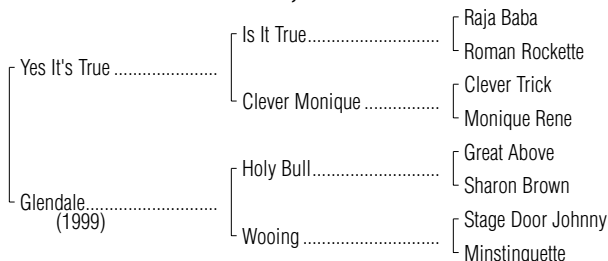 Raja Baba
Is It True
Roman Rockette
Yes It's True
Clever Trick
Clever Monique
Monique Rene
Great Above
Holy Bull
Sharon Brown
Glendale
(1999)
Stage Door Johnny
Wooing
Minstinguette